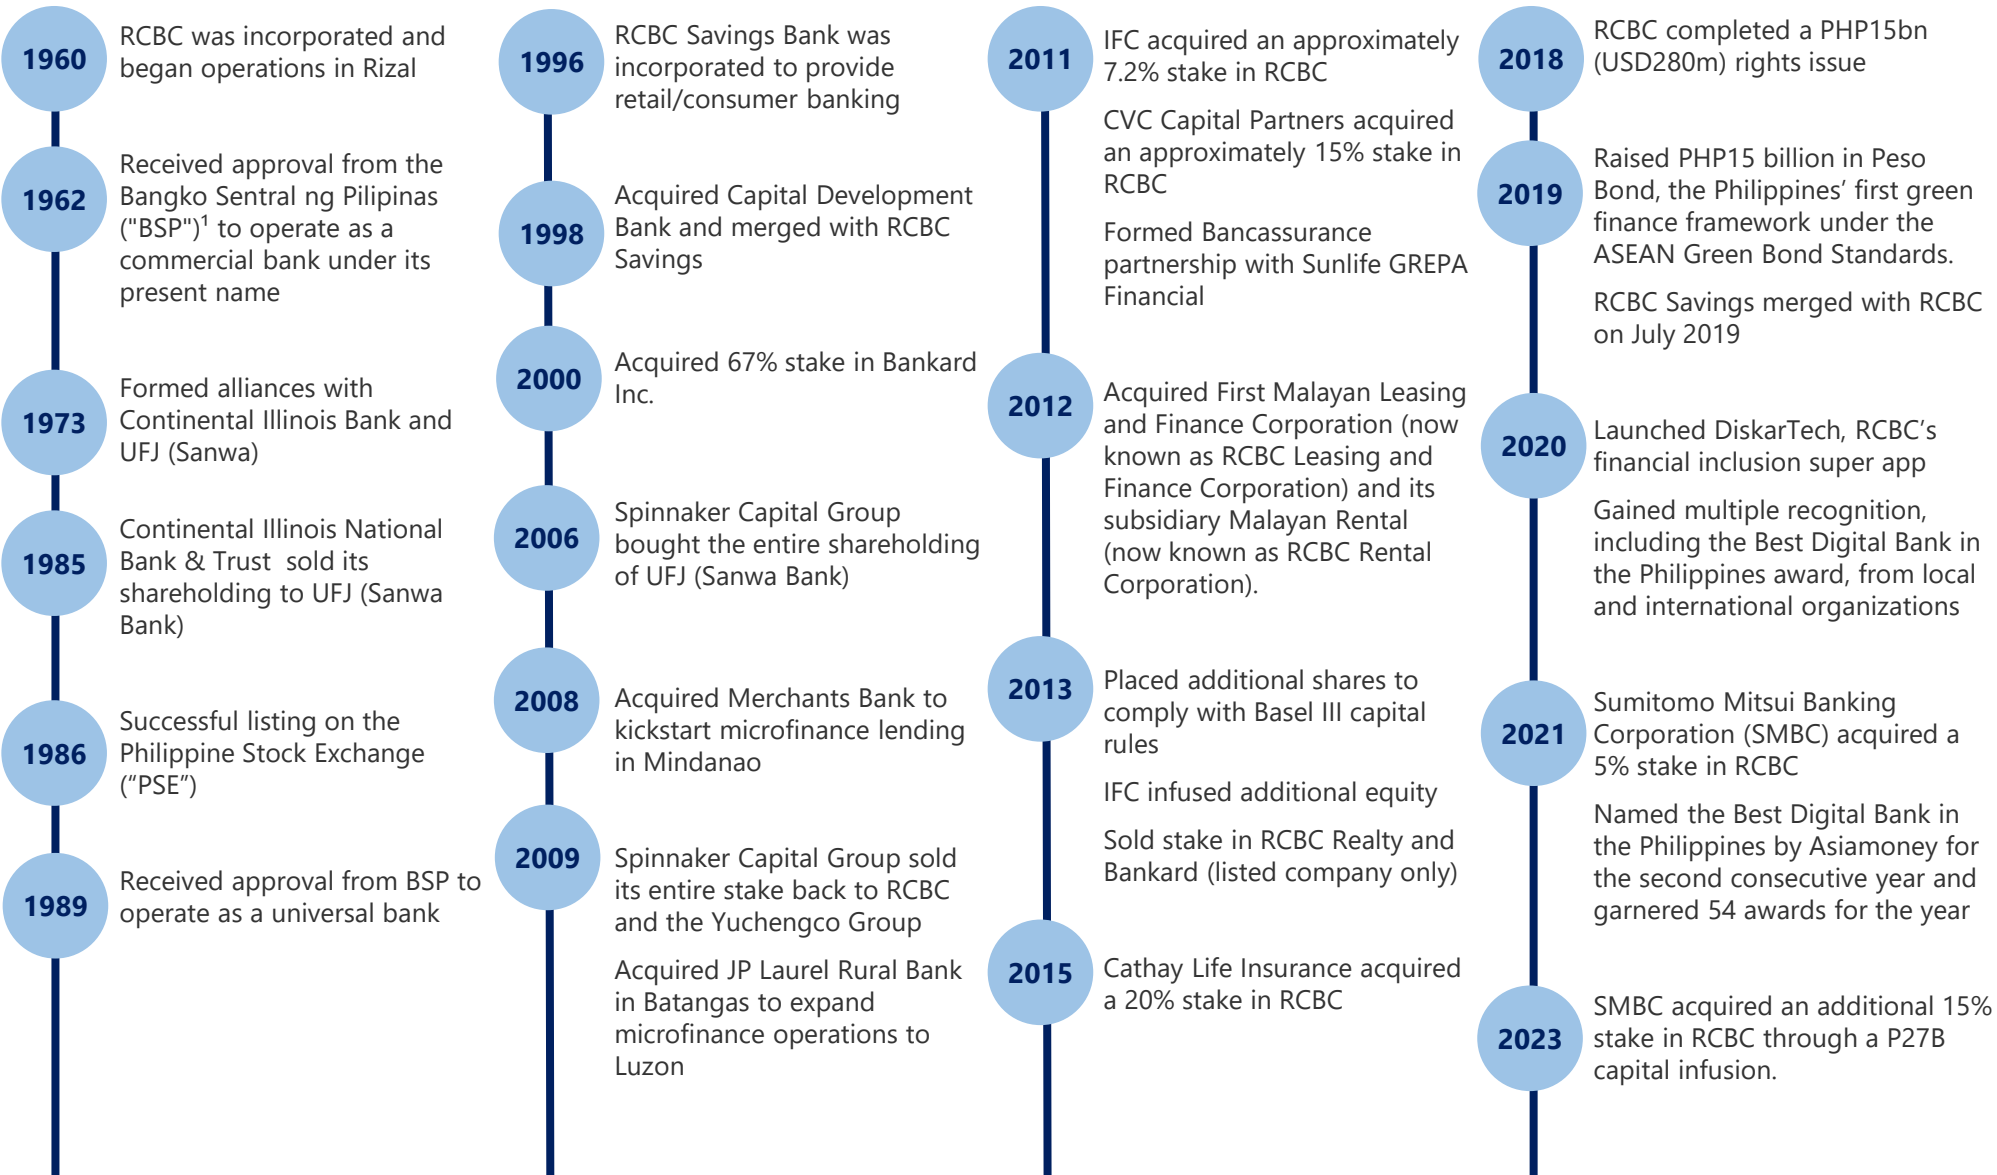 1960
RCBC was incorporated and
began operations in Rizal
1962
Received approval from the
Bangko Sentral ng Pilipinas
("BSP")¹ to operate as a
commercial bank under its
present name
1973
Formed alliances with
Continental Illinois Bank and
UFJ (Sanwa)
1985
Continental Illinois National
Bank & Trust  sold its
shareholding to UFJ (Sanwa
Bank)
1986
Successful listing on the
Philippine Stock Exchange
(“PSE”)
1989
Received approval from BSP to
operate as a universal bank
1996
RCBC Savings Bank was
incorporated to provide
retail/consumer banking
1998
Acquired Capital Development
Bank and merged with RCBC
Savings
2000
Acquired 67% stake in Bankard
Inc.
2006
Spinnaker Capital Group
bought the entire shareholding
of UFJ (Sanwa Bank)
2008
Acquired Merchants Bank to
kickstart microfinance lending
in Mindanao
2009
Spinnaker Capital Group sold
its entire stake back to RCBC
and the Yuchengco Group
Acquired JP Laurel Rural Bank
in Batangas to expand
microfinance operations to
Luzon
2011
IFC acquired an approximately
7.2% stake in RCBC
CVC Capital Partners acquired
an approximately 15% stake in
RCBC
Formed Bancassurance
partnership with Sunlife GREPA
Financial
2012
Acquired First Malayan Leasing
and Finance Corporation (now
known as RCBC Leasing and
Finance Corporation) and its
subsidiary Malayan Rental
(now known as RCBC Rental
Corporation).
2013
Placed additional shares to
comply with Basel III capital
rules
IFC infused additional equity
Sold stake in RCBC Realty and
Bankard (listed company only)
2015
Cathay Life Insurance acquired
a 20% stake in RCBC
2018
RCBC completed a PHP15bn
(USD280m) rights issue
2019
Raised PHP15 billion in Peso
Bond, the Philippines’ first green
finance framework under the
ASEAN Green Bond Standards.
RCBC Savings merged with RCBC
on July 2019
2020
Launched DiskarTech, RCBC’s
financial inclusion super app
Gained multiple recognition,
including the Best Digital Bank in
the Philippines award, from local
and international organizations
2021
Sumitomo Mitsui Banking
Corporation (SMBC) acquired a
5% stake in RCBC
Named the Best Digital Bank in
the Philippines by Asiamoney for
the second consecutive year and
garnered 54 awards for the year
2023
SMBC acquired an additional 15%
stake in RCBC through a P27B
capital infusion.